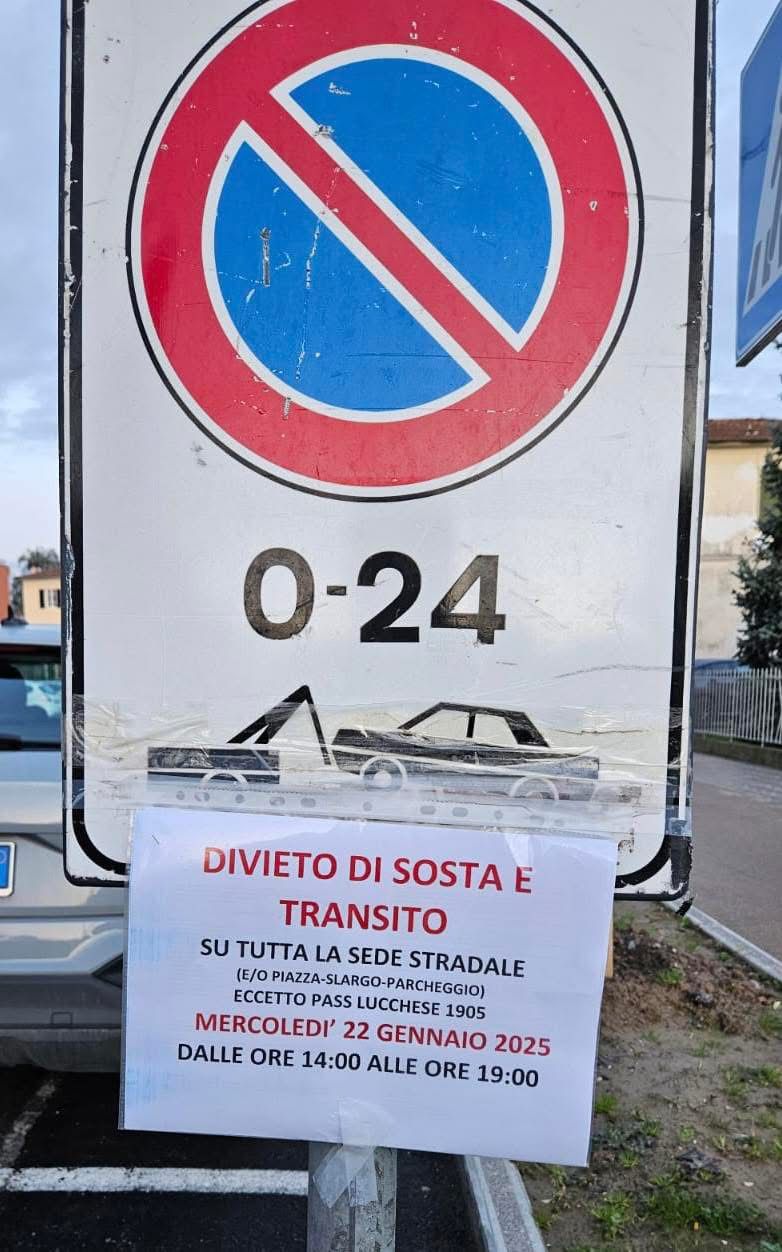 0-24
DIVIETO DI SOSTA E
TRANSITO
SU TUTTA LA SEDE STRADALE
(E/O PIAZZA-SLARGO-PARCHEGGIO)
ECCETTO PASS LUCCHESE 1905
MERCOLEDI' 22 GENNAIO 2025
DALLE ORE 14:00 ALLE ORE 19:00